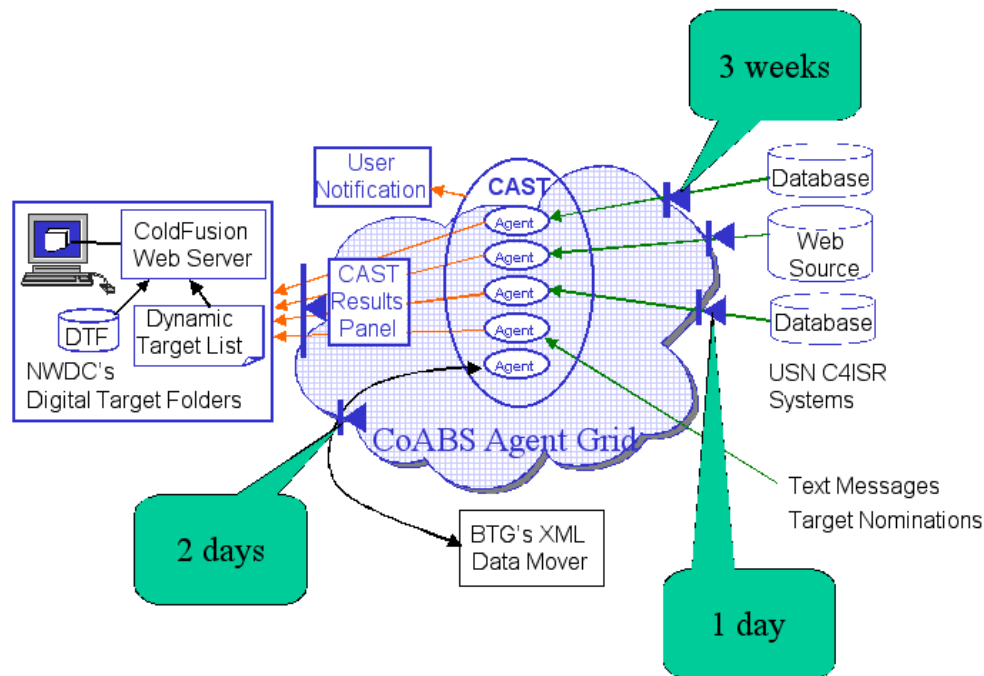 3 weeks
User
Notification
CAST
Database
Agent
ColdFusion
Web Server
Agent
Web
Source
CAST
Results
Panel
Agent
DTF
Dynamic
Target List
Agent
Database
NWDC's
Digital Target Folders
Agent
USN C4ISR
Systems
CoABS Agent Grid
Text Messages
Target Nominations
2 days
BTG's XML
Data Mover
1 day